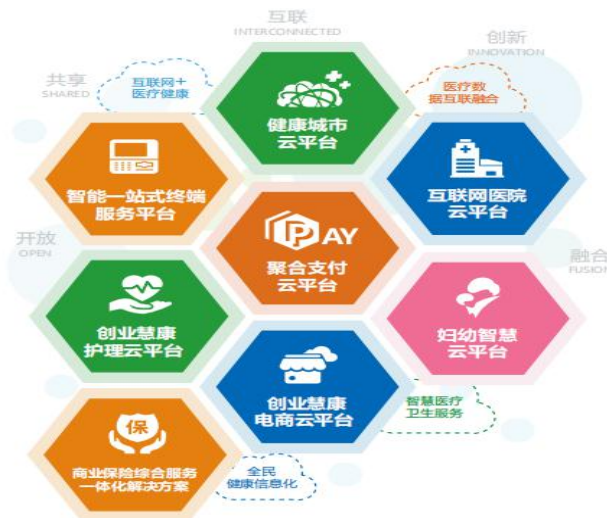 互联
INTERCONNECTED
创新
INNOVATION
共享
SHARED
互联网+
医疗健康
医疗数
据互联融合
健康城市
云平台
智能一站式终端
服务平台
互联网医院
云平台
PAY
聚合支付
云平台
开放
OPEN
融合
FUSION
创业慧康
护理云平台
妇幼智慧
云平台
创业慧康
电商云平台
智慧医疗
卫生服务
保
商业保险综合服务
一体化解决方案
全民
健康信息化